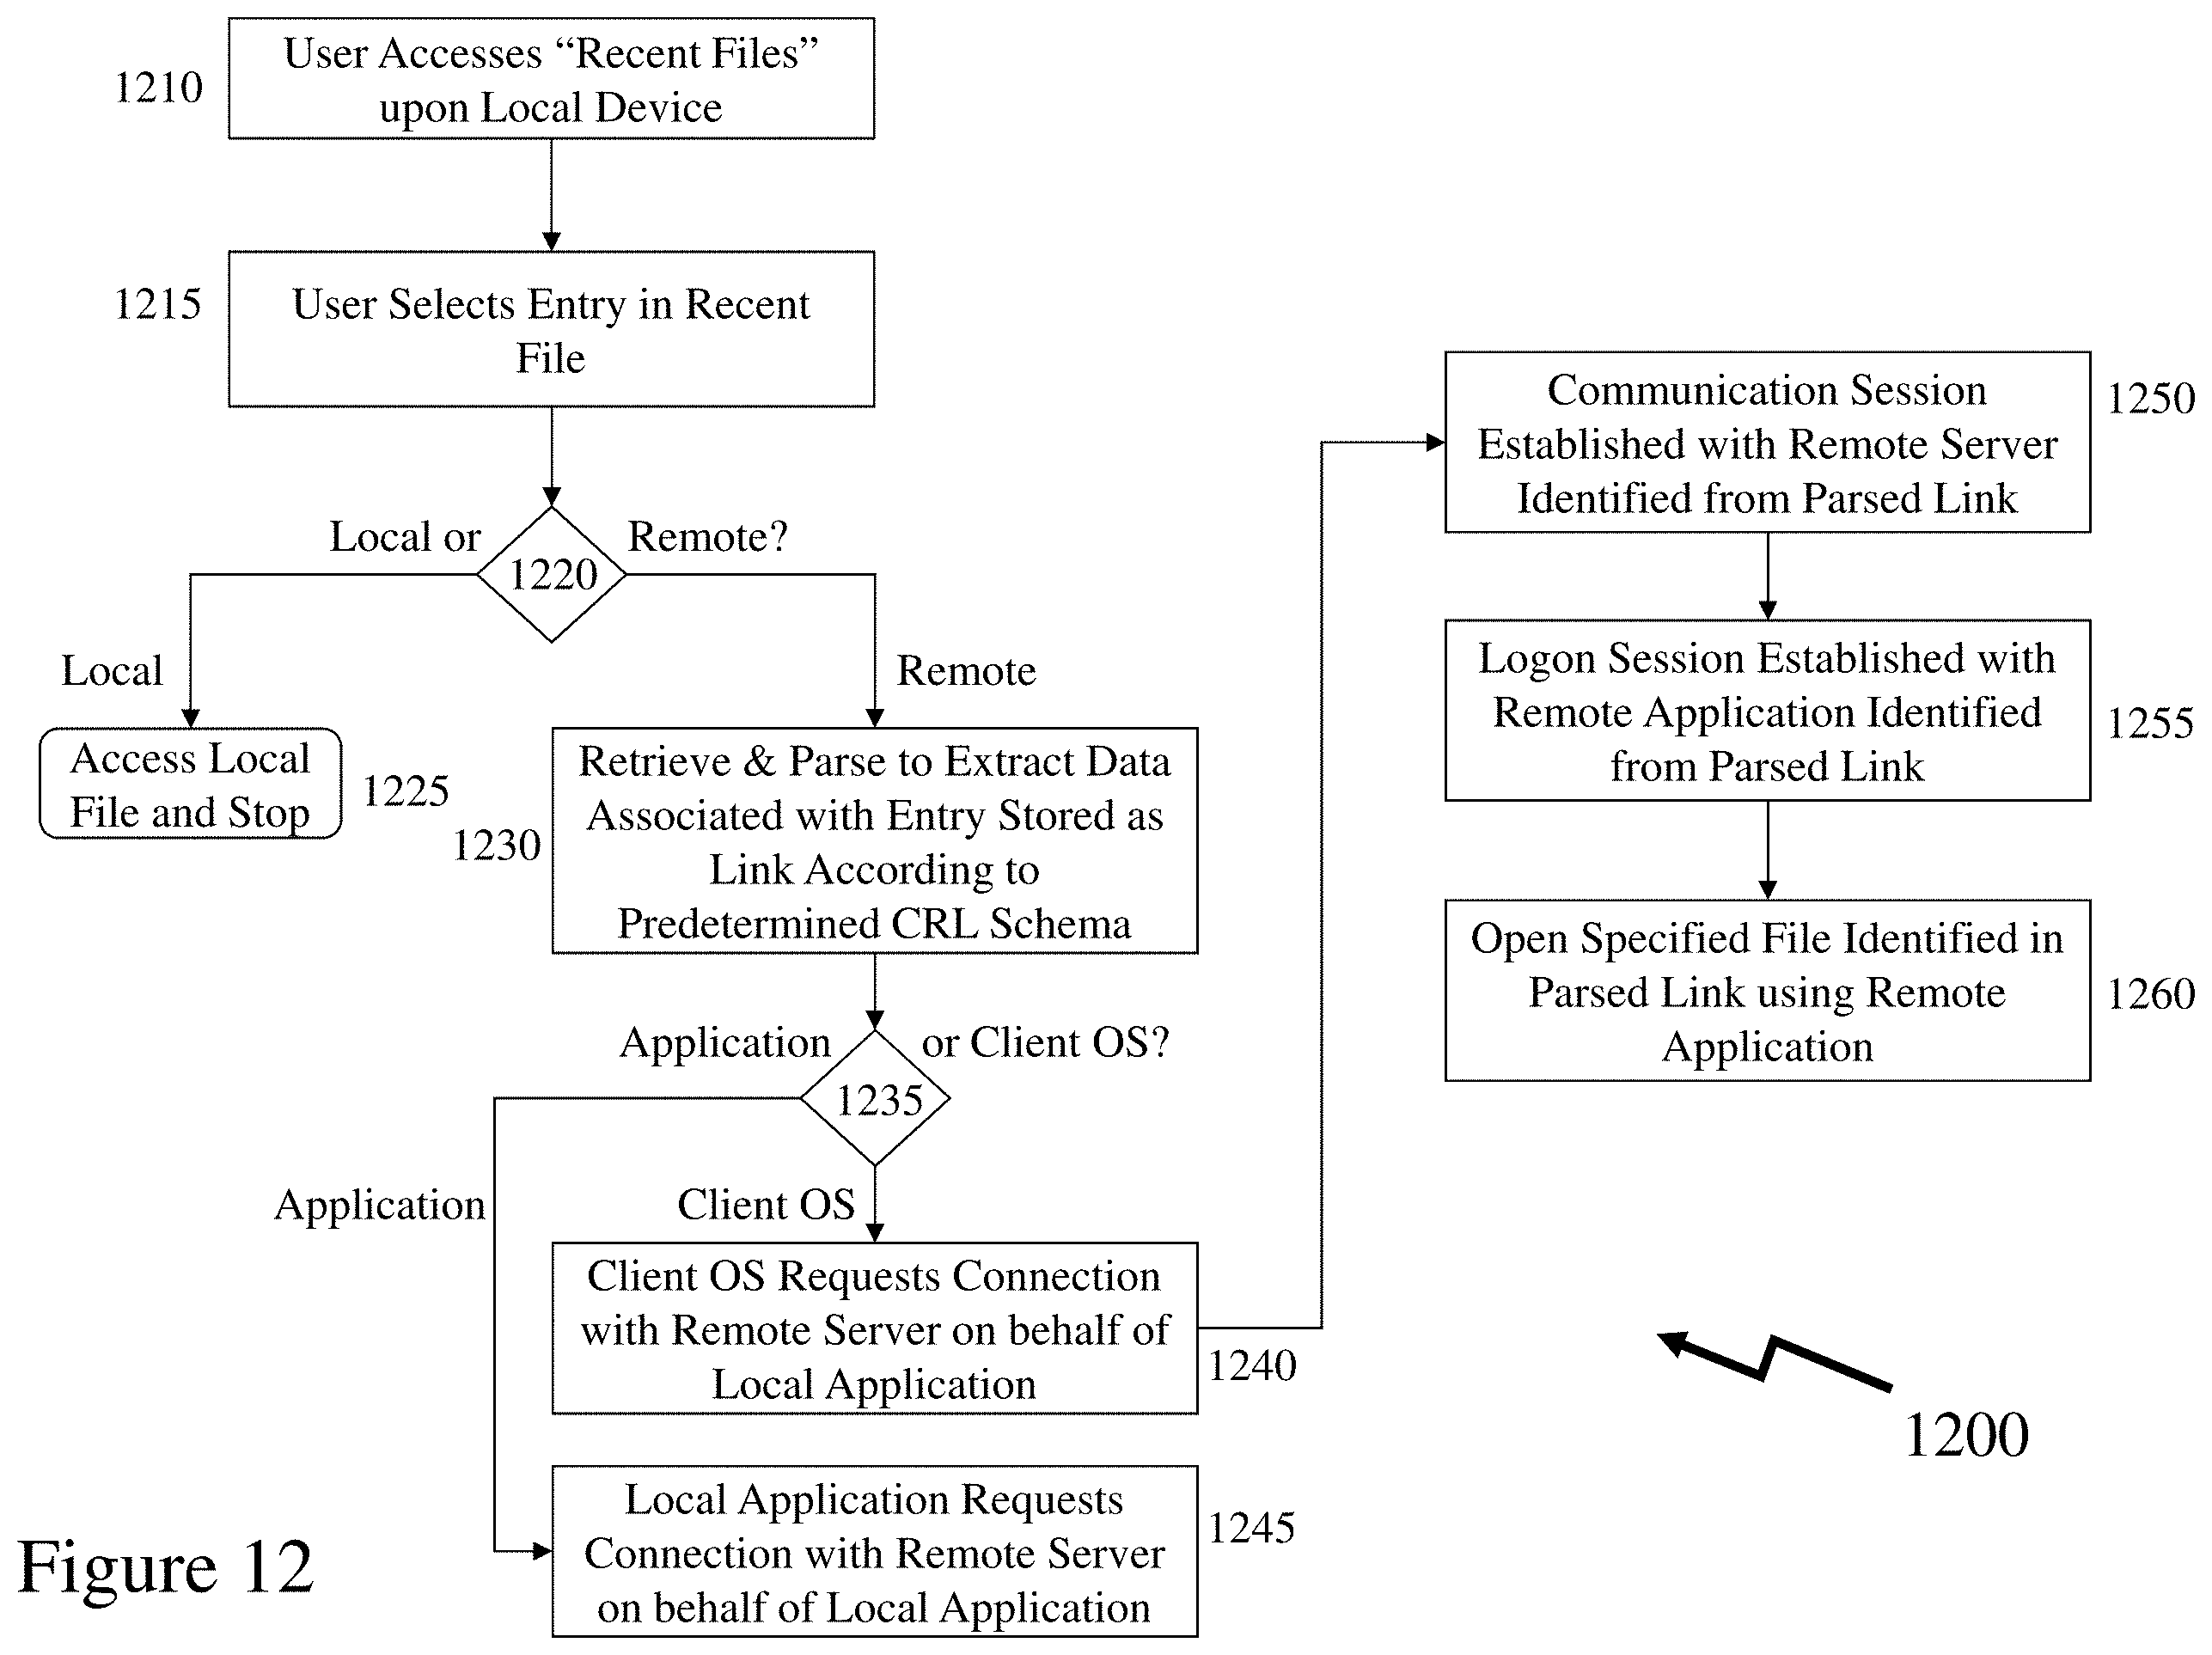 User Accesses “Recent Files”
upon Local Device
1210
User Selects Entry in Recent
File
1215
Local or
Remote?
1220
Local
Remote
Access Local
File and Stop
1225
1230
Retrieve & Parse to Extract Data
Associated with Entry Stored as
Link According to
Predetermined CRL Schema
Application
or Client OS?
1235
Application
Client OS
Client OS Requests Connection
with Remote Server on behalf of
Local Application
1240
Local Application Requests
Connection with Remote Server
on behalf of Local Application
1245
Communication Session
Established with Remote Server
Identified from Parsed Link
1250
Logon Session Established with
Remote Application Identified
from Parsed Link
1255
Open Specified File Identified in
Parsed Link using Remote
Application
1260
1200
Figure 12